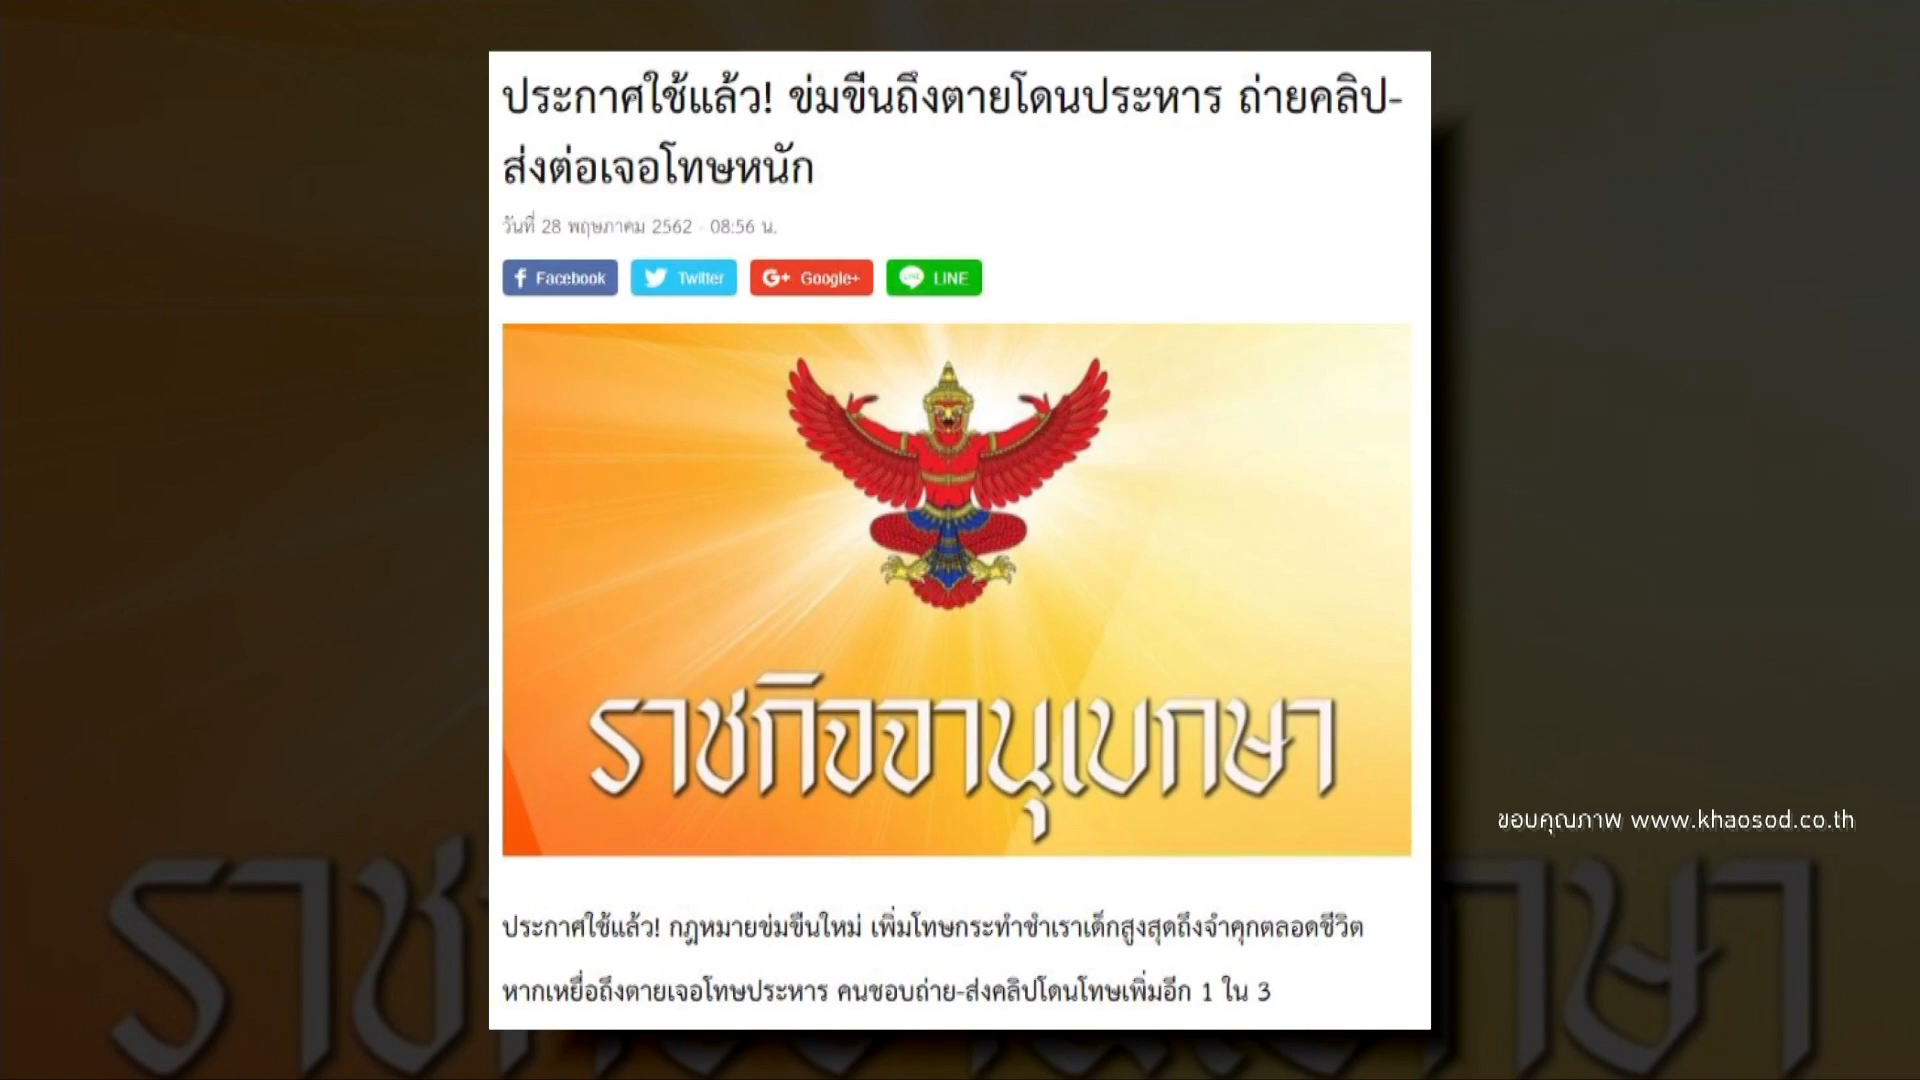 ประกาศใช้แล้ว! ข่มขืนถึงตายโดนประหาร ถ่ายคลิป-
ส่งต่อเจอโทษหนัก
วันที่ 28 พฤษภาคม 2562 - 08:56 น.
Facebook
Twitter
G+ Google+
LINE
ราชกิจจานุเบกษา
ขอบคุณภาพ www.khaosod.co.th
ประกาศใช้แล้ว! กฎหมายข่มขืนใหม่ เพิ่มโทษกระทำชำเราเด็กสูงสุดถึงจำคุกตลอดชีวิต
หากเหยื่อถึงตายเจอโทษประหาร คนชอบถ่าย-ส่งคลิปโดนโทษเพิ่มอีก 1 ใน 3